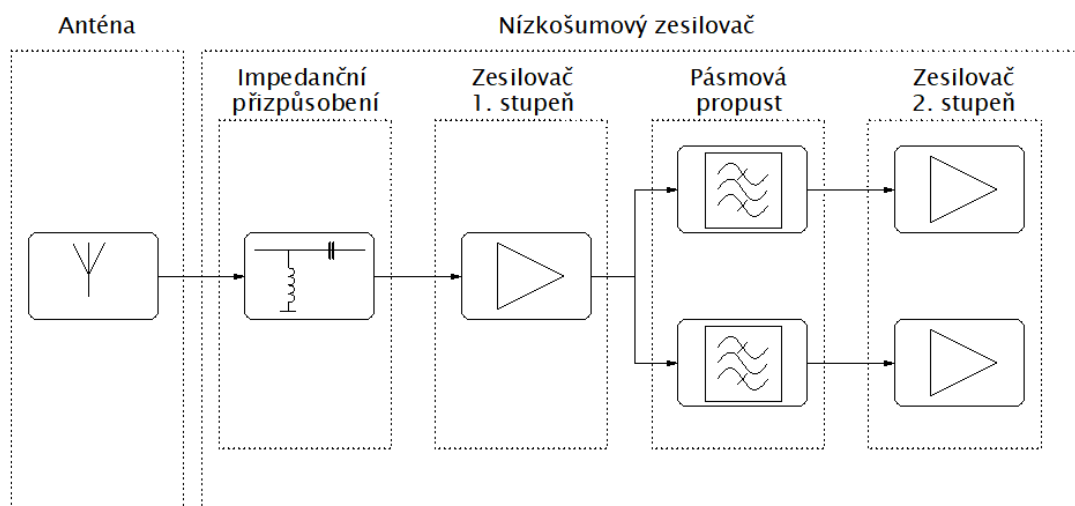 Anténa
Nízkošumový zesilovač
Impedanční
přizpůsobení
Zesilovač
1. stupeň
Pásmová
propust
Zesilovač
2. stupeň